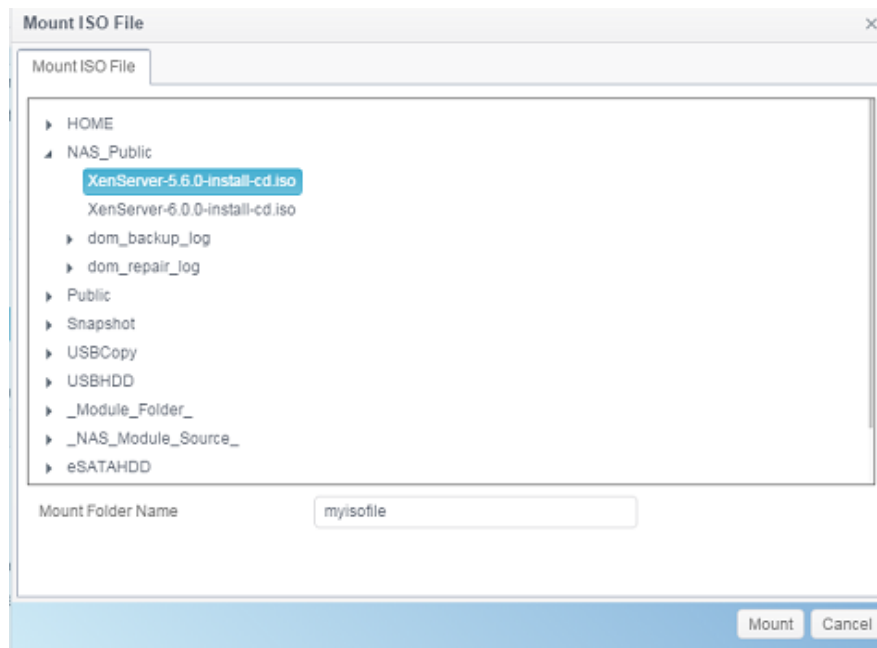 Mount ISO File
Mount ISO File
HOME
NAS_Public
XenServer-5.6.0-install-cd.iso
XenServer-6.0.0-install-cd.iso
dom_backup_log
dom_repair_log
Public
Snapshot
USBCopy
USBHDD
_Module_Folder_
_NAS_Module_Source_
eSATAHDD
Mount Folder Name myisofile
Mount Cancel